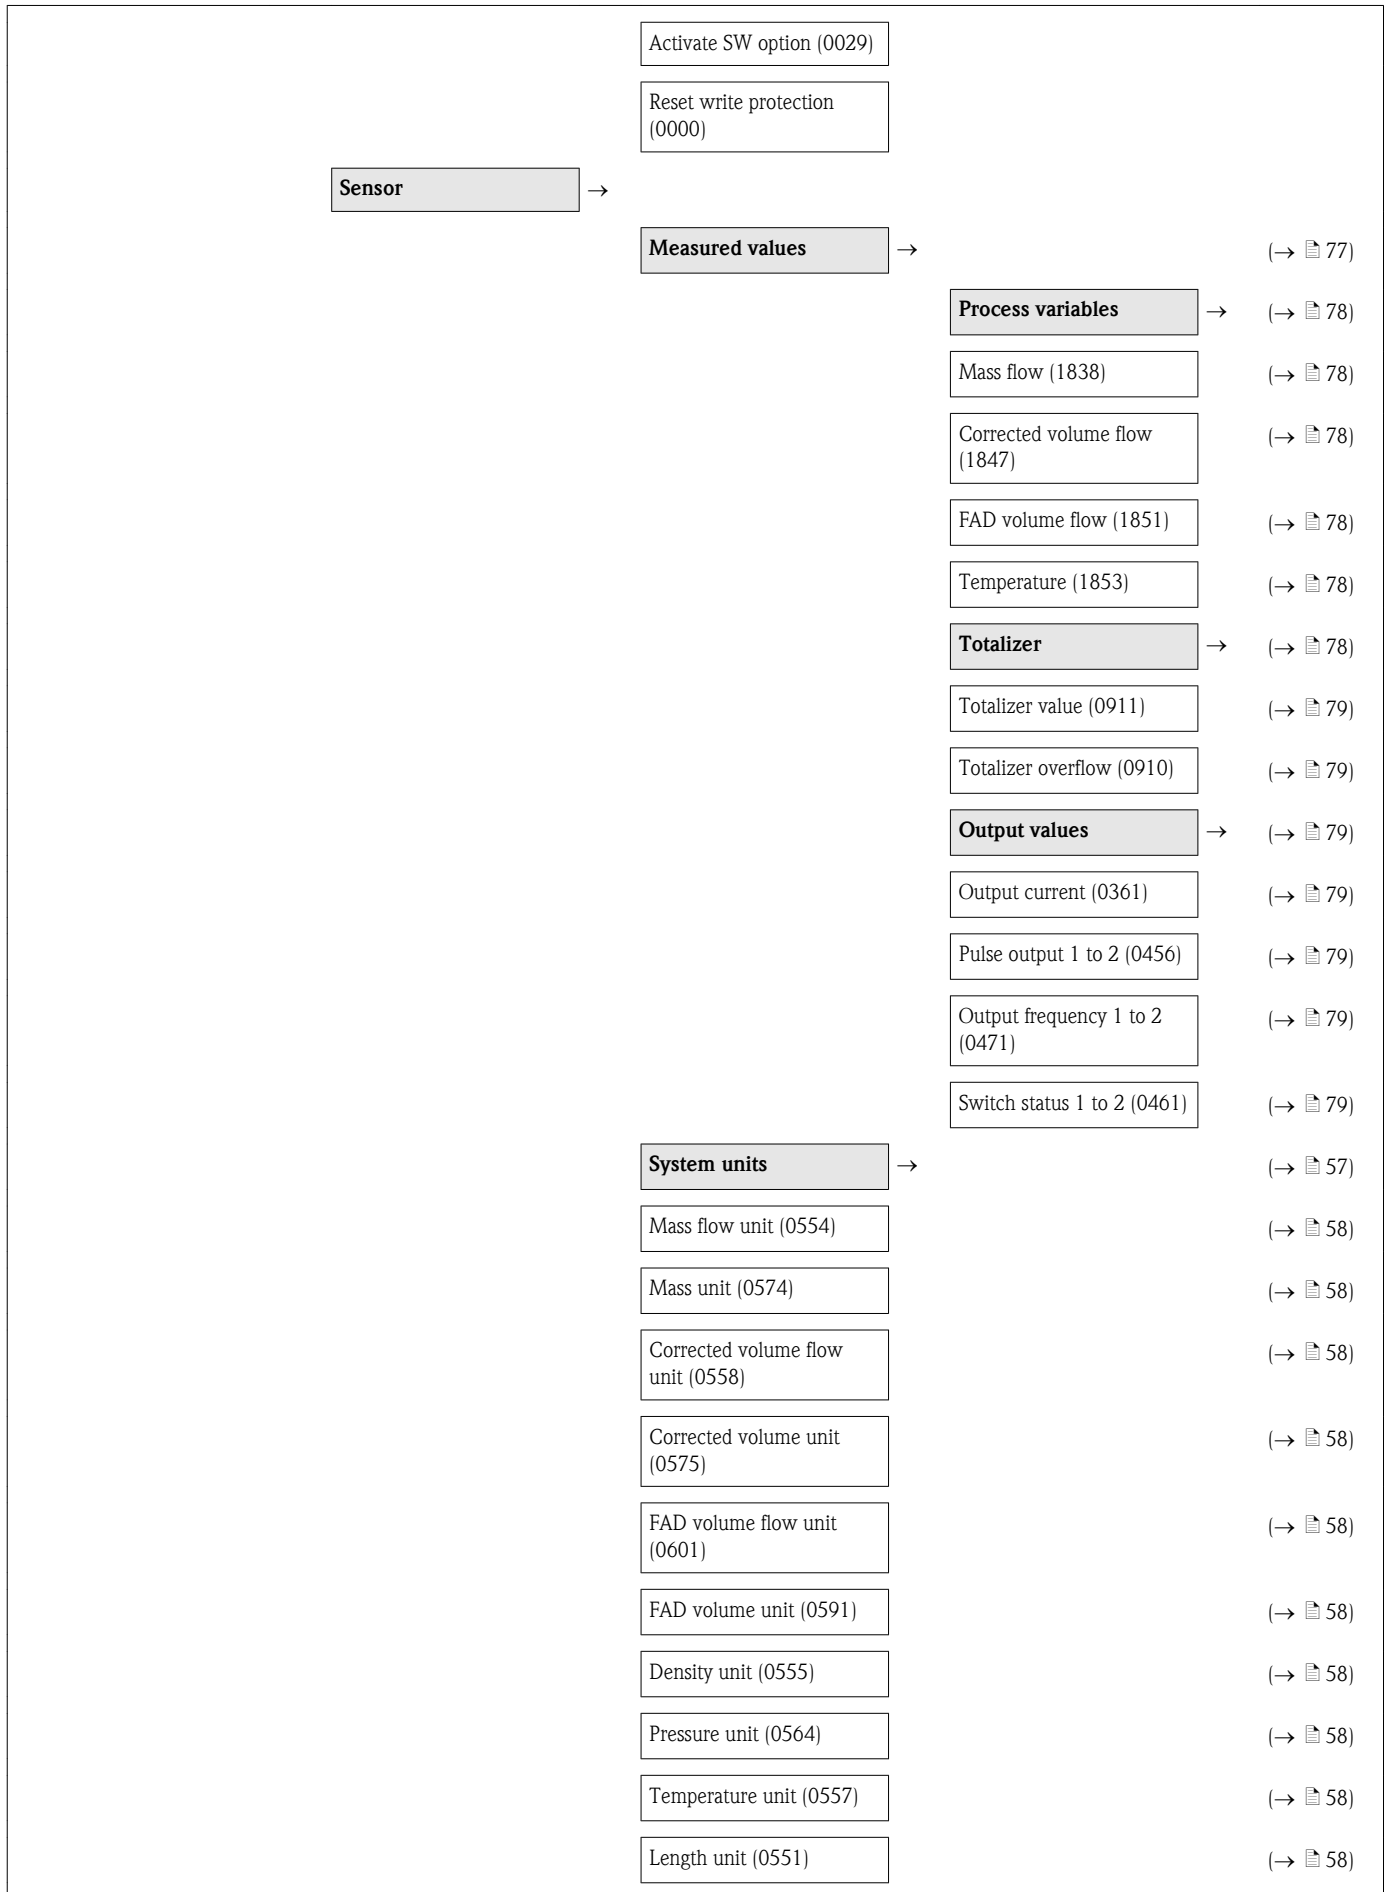 Activate SW option (0029)
Reset write protection
(0000)
Sensor →
Measured values → (→ 77)
Process variables → (→ 78)
Mass flow (1838) (→ 78)
Corrected volume flow (→ 78)
(1847)
FAD volume flow (1851) (→ 78)
Temperature (1853) (→ 78)
Totalizer → (→ 78)
Totalizer value (0911) (→ 79)
Totalizer overflow (0910) (→ 79)
Output values → (→ 79)
Output current (0361) (→ 79)
Pulse output 1 to 2 (0456) (→ 79)
Output frequency 1 to 2 (→ 79)
(0471)
Switch status 1 to 2 (0461) (→ 79)
System units → (→ 57)
Mass flow unit (0554) (→ 58)
Mass unit (0574) (→ 58)
Corrected volume flow (→ 58)
unit (0558)
Corrected volume unit (→ 58)
(0575)
FAD volume flow unit (→ 58)
(0601)
FAD volume unit (0591) (→ 58)
Density unit (0555) (→ 58)
Pressure unit (0564) (→ 58)
Temperature unit (0557) (→ 58)
Length unit (0551) (→ 58)